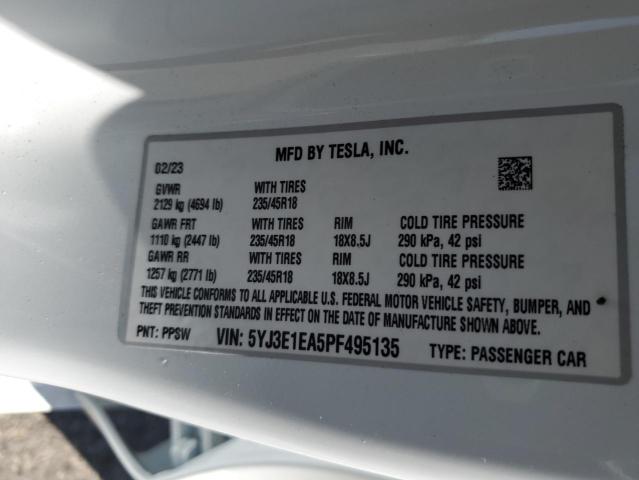 MFD BY TESLA, INC.
02/23
GVWR WITH TIRES
2129 kg (4694 lb) 235/45R18
GAWR FRT WITH TIRES RIM COLD TIRE PRESSURE
1110 kg (2447 lb) 235/45R18 18X8.5J 290 kPa, 42 psi
GAWR RR WITH TIRES RIM COLD TIRE PRESSURE
1257 kg (2771 lb) 235/45R18 18X8.5J 290 kPa, 42 psi
THIS VEHICLE CONFORMS TO ALL APPLICABLE U.S. FEDERAL MOTOR VEHICLE SAFETY, BUMPER, AND
THEFT PREVENTION STANDARDS IN EFFECT ON THE DATE OF MANUFACTURE SHOWN ABOVE.
PNT: PPSW VIN: 5YJ3E1EA5PF495135 TYPE: PASSENGER CAR